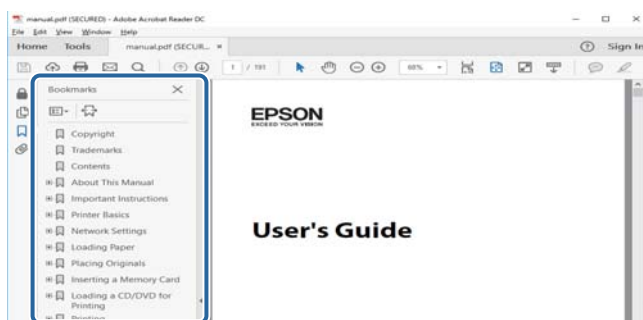 manual.pdf (SECURED) - Adobe Acrobat Reader DC
File Edit View Window Help
Home Tools manual.pdf (SECUR... × Sign In
1 / 191 68%
Bookmarks
Copyright
Trademarks
Contents
About This Manual
Important Instructions
Printer Basics
Network Settings
Loading Paper
Placing Originals
Inserting a Memory Card
Loading a CD/DVD for
Printing
Printing
EPSON
EXCEED YOUR VISION
User's Guide